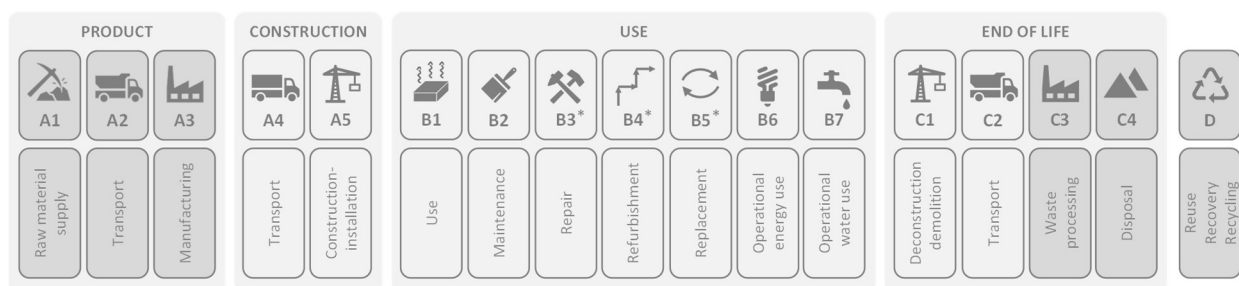 PRODUCT
CONSTRUCTION
USE
END OF LIFE
A1
A2
A3
A4
A5
B1
B2
B3*
B4*
B5*
B6
B7
C1
C2
C3
C4
D
Raw material
supply
Transport
Manufacturing
Transport
Construction-
installation
Use
Maintenance
Repair
Refurbishment
Replacement
Operational
energy use
Operational
water use
Deconstruction
demolition
Transport
Waste
processing
Disposal
Reuse
Recovery
Recycling